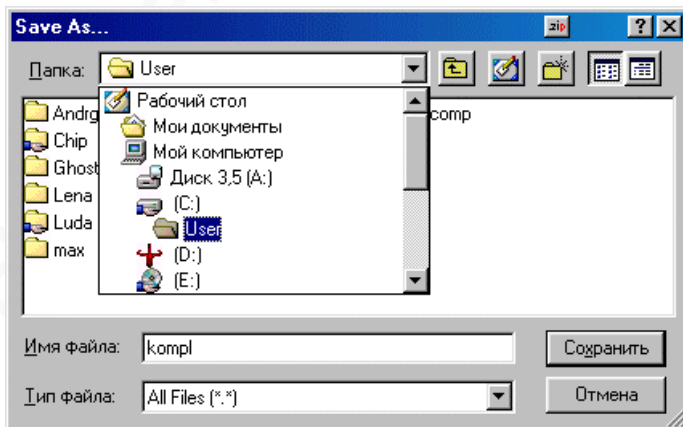 Save As...
.zip
Папка: User
Рабочий стол
Andrg
Мои документы
comp
Chip
Мой компьютер
Ghost
Диск 3,5 (A:)
Lena
(C:)
Luda
User
max
(D:)
(E:)
Имя файла: kompl
Сохранить
Тип файла: All Files (*.*)
Отмена